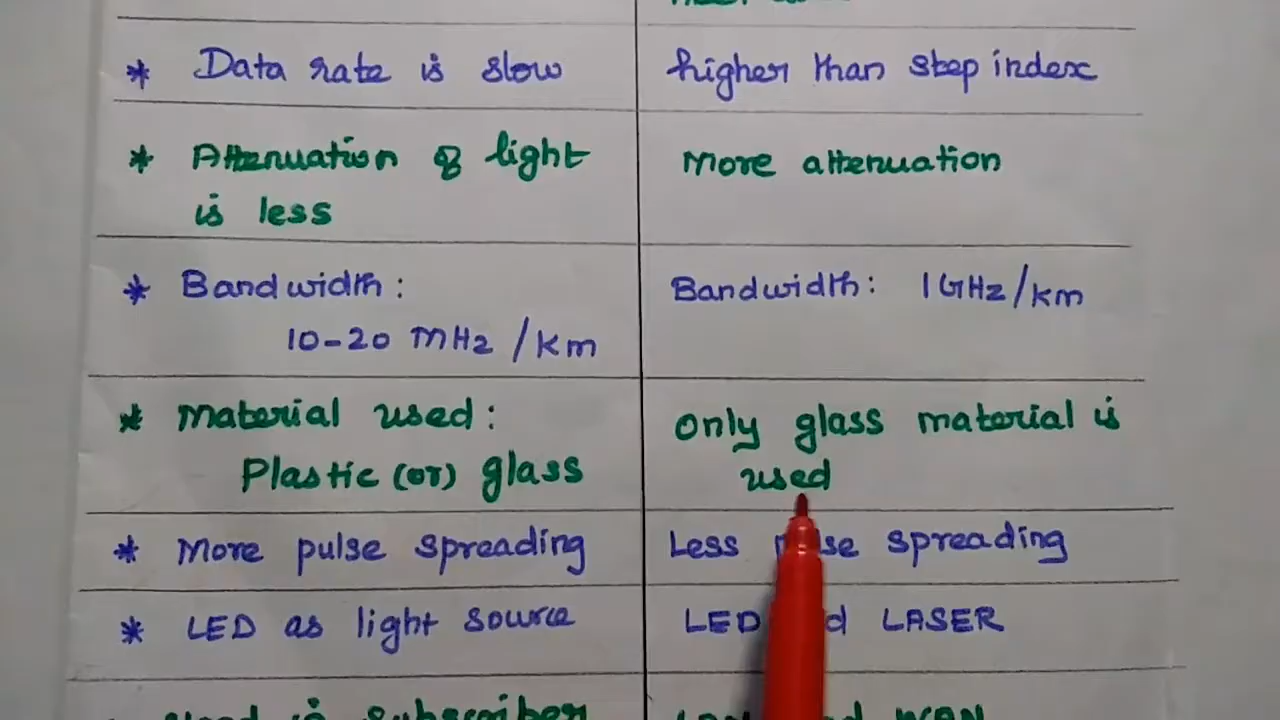 * Data rate is slow
higher than step index
* Attenuation of light
is less
More attenuation
* Bandwidth:
10-20 MHz/Km
Bandwidth: 1GHz/km
* Material used:
Plastic (or) glass
only glass material is
used
* More pulse spreading
Less spreading
* LED as light source
LED LASER
subscriber